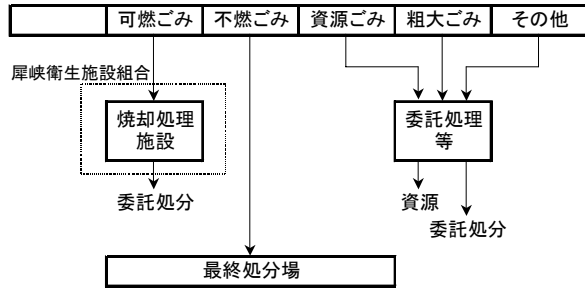 可燃ごみ 不燃ごみ 資源ごみ 粗大ごみ その他
犀峡衛生施設組合
焼却処理
施設
委託処理
等
委託処分
資源
委託処分
最終処分場